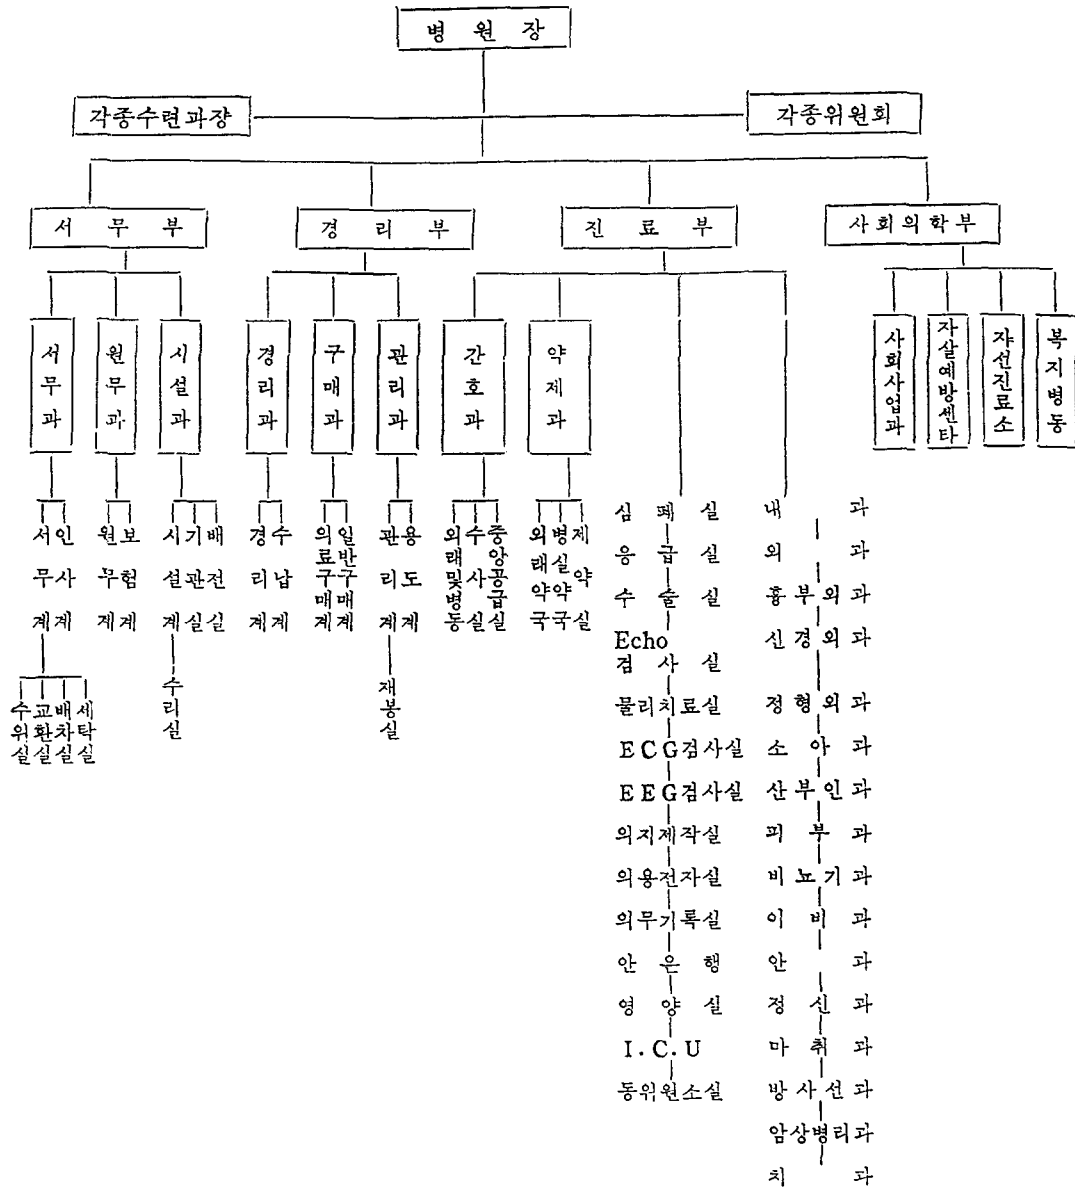 병 원 장
각종수련과장
각종위원회
서 무 부
경 리 부
진 료 부
사회의학부
서무과
원무과
시설과
경리과
구매과
관리과
간호과
약제과
사회사업과
자살예방센타
자선진료소
복지병동
서무계
인사계
원무제
보험계
시설계
기관실
배전실
경리계
수납계
의료구매계
일반구매계
관리계
용도계
외래및병동
수사실
중앙공급실
외래약국
병실약국
제약실
수위실
교환실
배차실
세탁실
수리실
재봉실
심 폐 실
응 급 실
수 술 실
Echo
검 사 실
물리치료실
ECG검사실
EEG검사실
의지제작실
의용전자실
의무기록실
안 은 행
영 양 실
I.C.U
동위원소실
내 과
외 과
흉부외과
신경외과
정형외과
소 아 과
산부인과
피 부 과
비뇨기과
이 비 과
안 과
정 신 과
마 취 과
방사선과
암상병리과
치 과